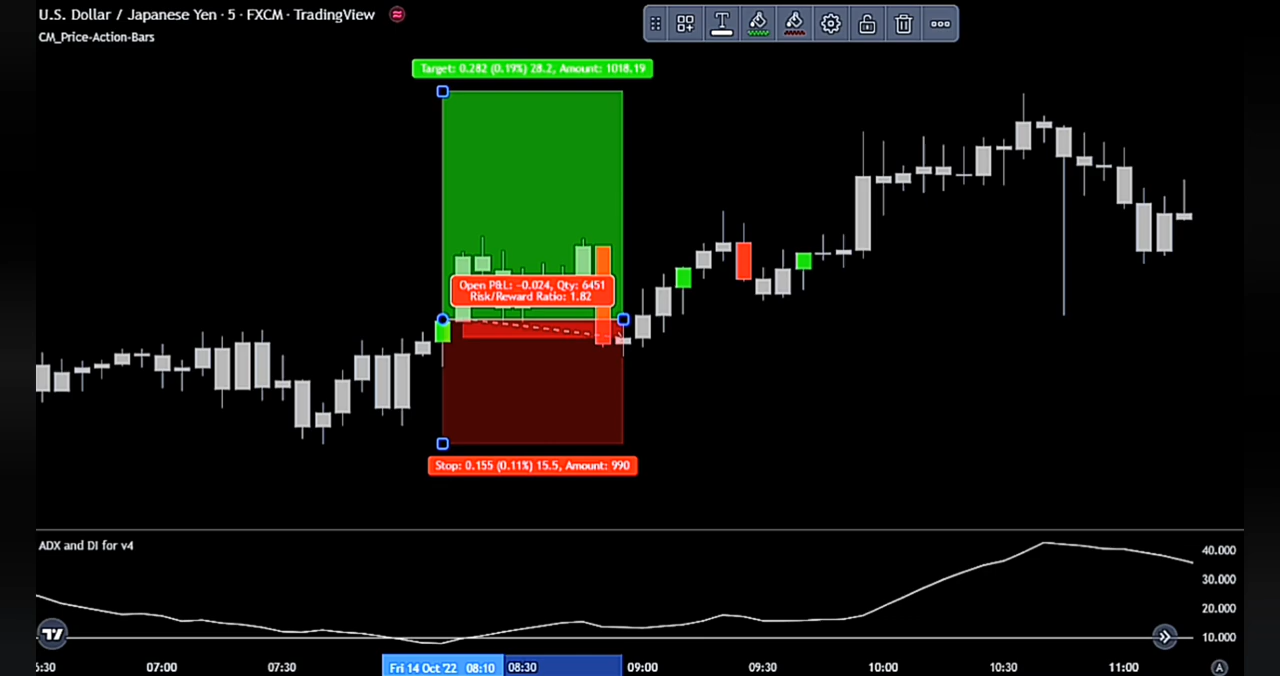 U.S. Dollar / Japanese Yen · 5 · FXCM · TradingView
CM_Price-Action-Bars
Target: 0.282 (0.19%) 28.2, Amount: 1018.19
Open P&L: -0.024, Qty: 6451
Risk/Reward Ratio: 1.82
Stop: 0.155 (0.11%) 15.5, Amount: 990
ADX and DI for v4
40.000
30.000
20.000
10.000
6:30 07:00 07:30 Fri 14 Oct '22 08:10 08:30 09:00 09:30 10:00 10:30 11:00 A